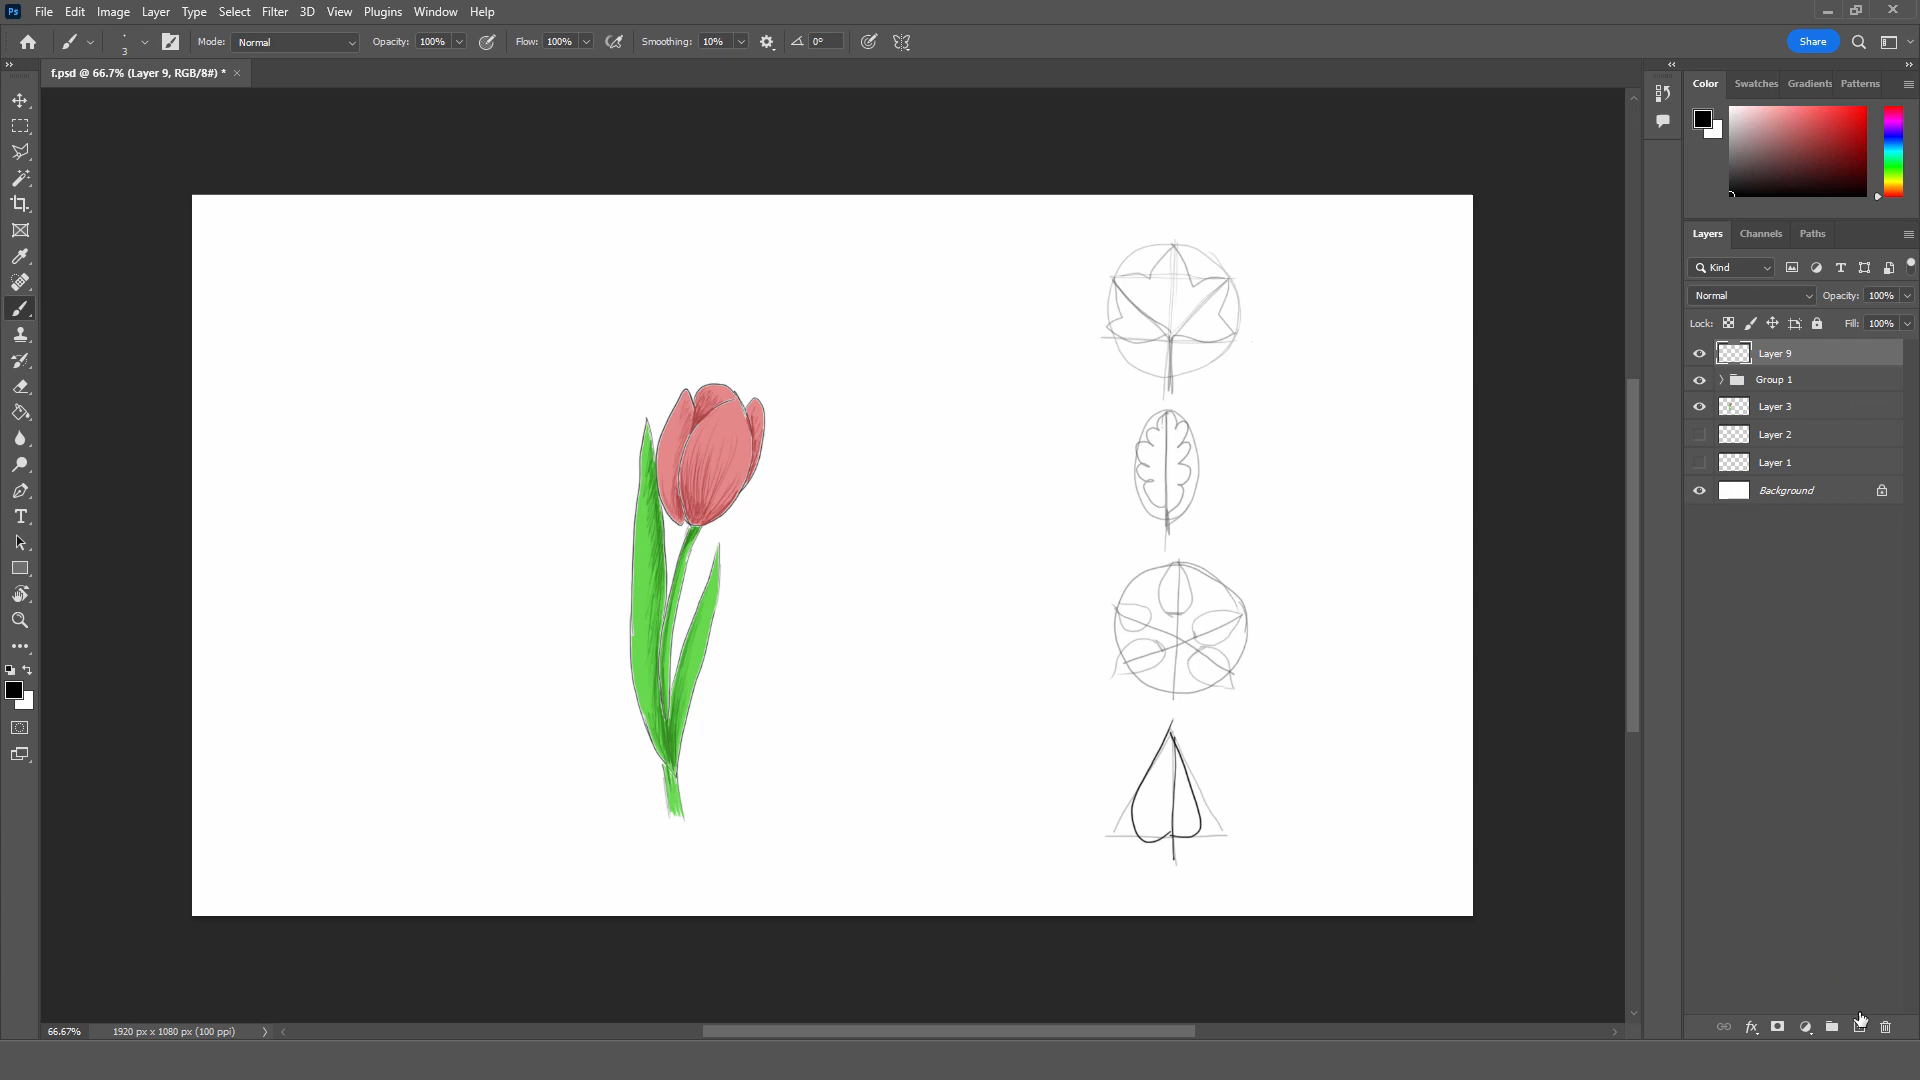 Ps File Edit Image Layer Type Select Filter 3D View Plugins Window Help
3 Mode: Normal Opacity: 100% Flow: 100% Smoothing: 10% 0° Share
f.psd @ 66.7% (Layer 9, RGB/8#) * ×
Color Swatches Gradients Patterns
Layers Channels Paths
Kind
Normal Opacity: 100%
Lock: Fill: 100%
Layer 9
Group 1
Layer 3
Layer 2
Layer 1
Background
fx
66.67% 1920 px x 1080 px (100 ppi)